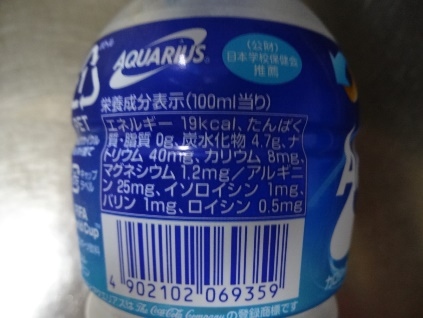 AQUARIUS
(公財)
日本学校保健会
推薦
栄養成分表示(100ml当り)
エネルギー 19kcal、たんぱく
質・脂質 0g、炭水化物 4.7g、ナ
トリウム 40mg、カリウム 8mg、
マグネシウム 1.2mg/アルギニ
ン 25mg、イソロイシン 1mg、
バリン 1mg、ロイシン 0.5mg
4 902102 069359
PET
FIFA
The Coca-Cola Companyの登録商標です